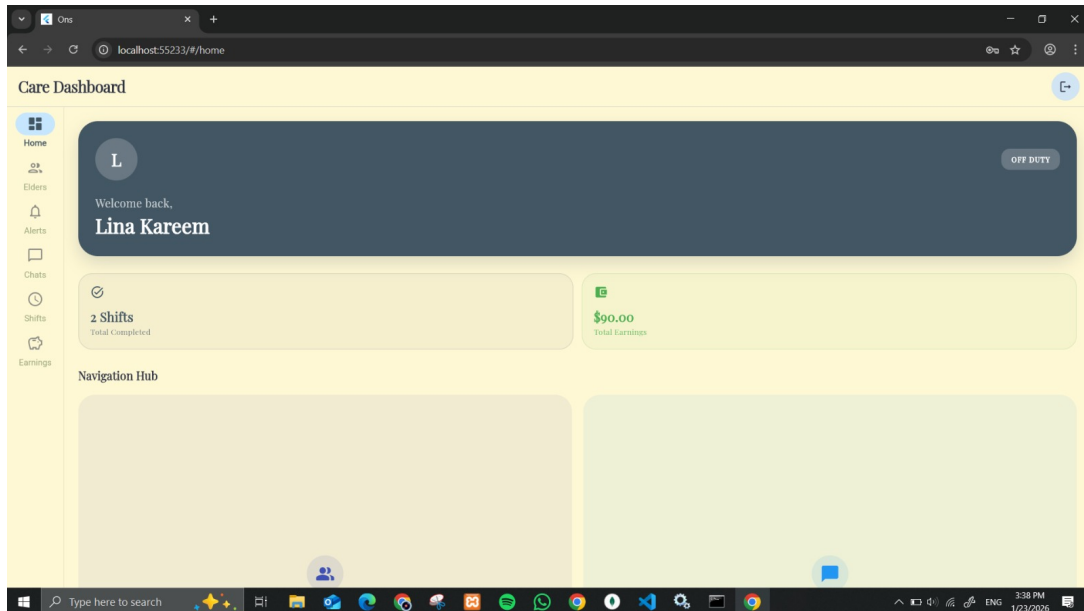 Ons
localhost:55233/#/home
Care Dashboard
Home
Elders
Alerts
Chats
Shifts
Earnings
L
OFF DUTY
Welcome back,
Lina Kareem
2 Shifts
Total Completed
$90.00
Total Earnings
Navigation Hub
Type here to search
ENG
3:38 PM
1/23/2026